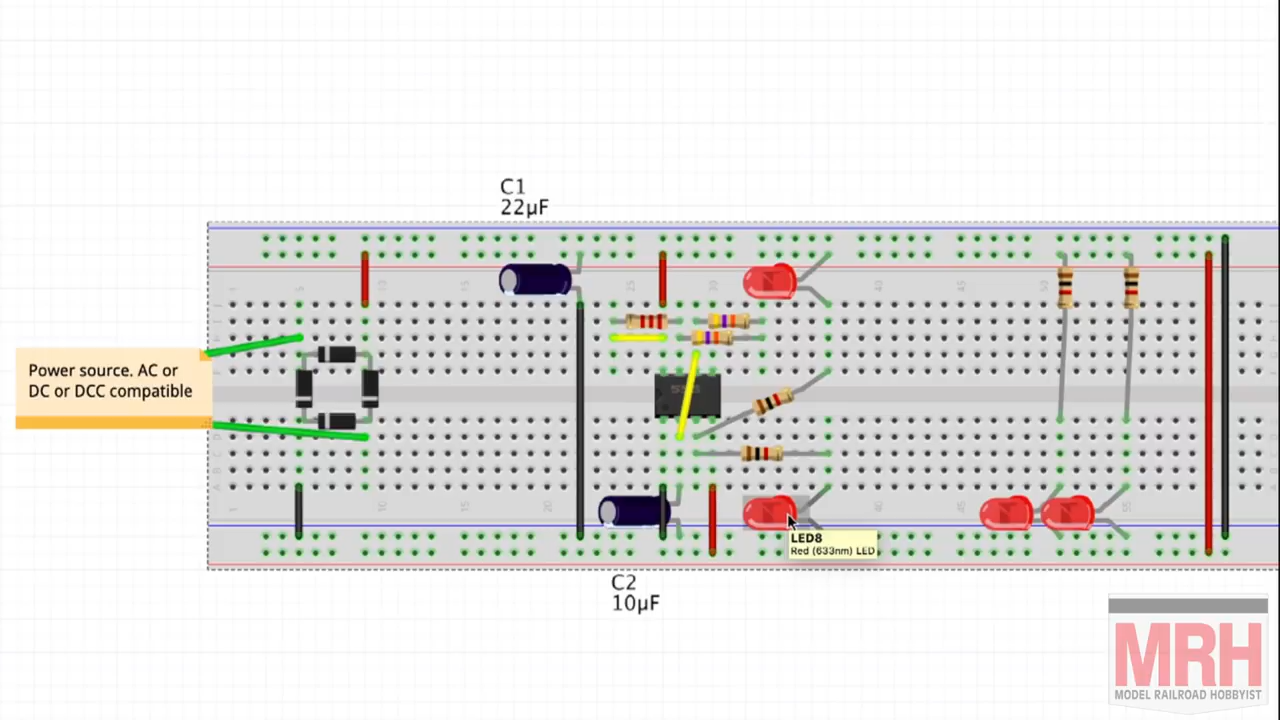 C1
22µF
Power source. AC or
DC or DCC compatible
555
LED8
Red (633nm) LED
C2
10µF
MRH
MODEL RAILROAD HOBBYIST